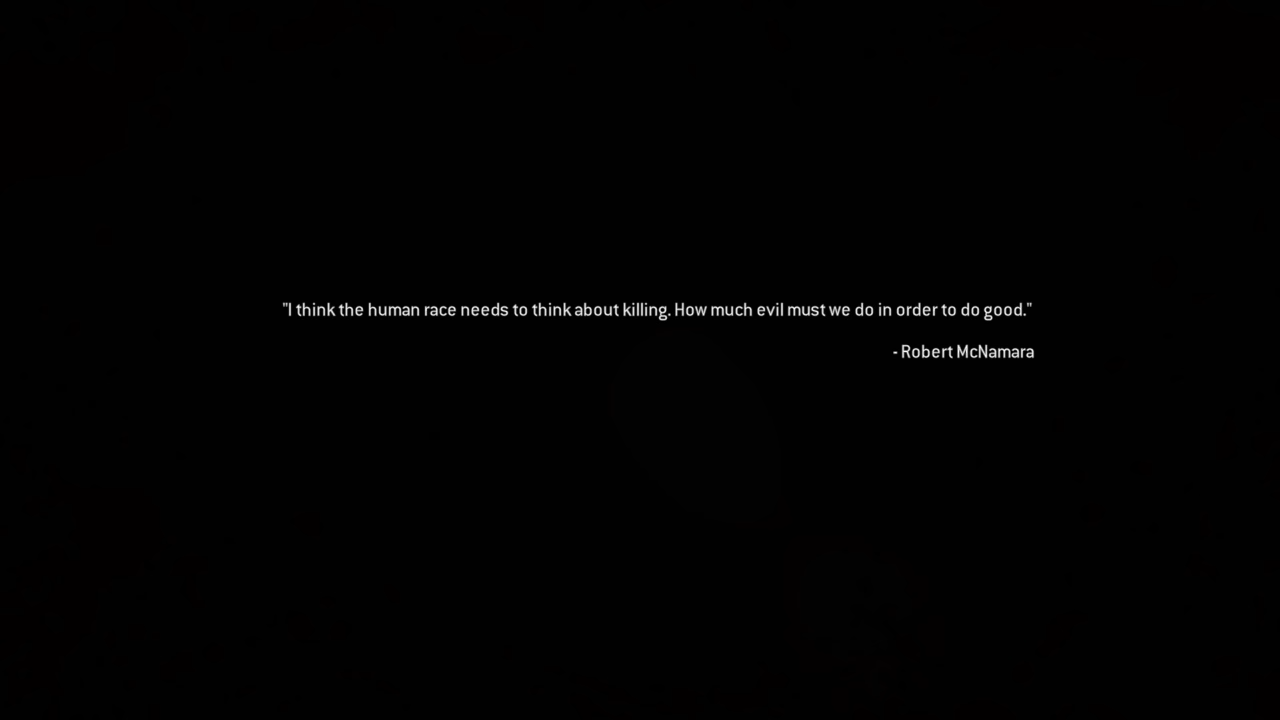 "I think the human race needs to think about killing. How much evil must we do in order to do good."
- Robert McNamara